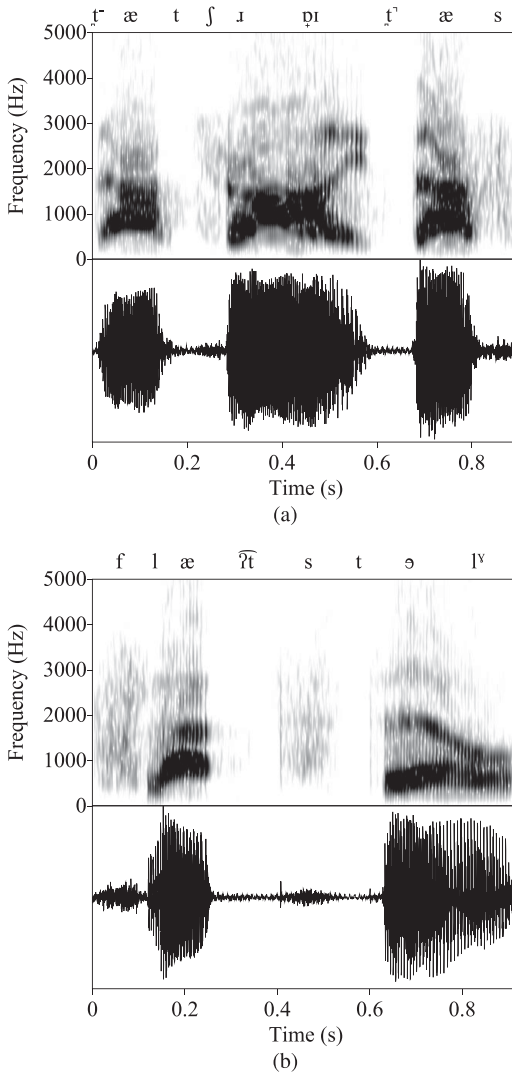 t̪⁼ æ t ʃ ɹ ɒ̟ɪ t̪̚ æ s
5000
4000
3000
2000
1000
0
Frequency (Hz)
0 0.2 0.4 0.6 0.8
Time (s)
(a)
f l æ ʔ͡t s t ɘ lˠ
5000
4000
3000
2000
1000
0
Frequency (Hz)
0 0.2 0.4 0.6 0.8
Time (s)
(b)